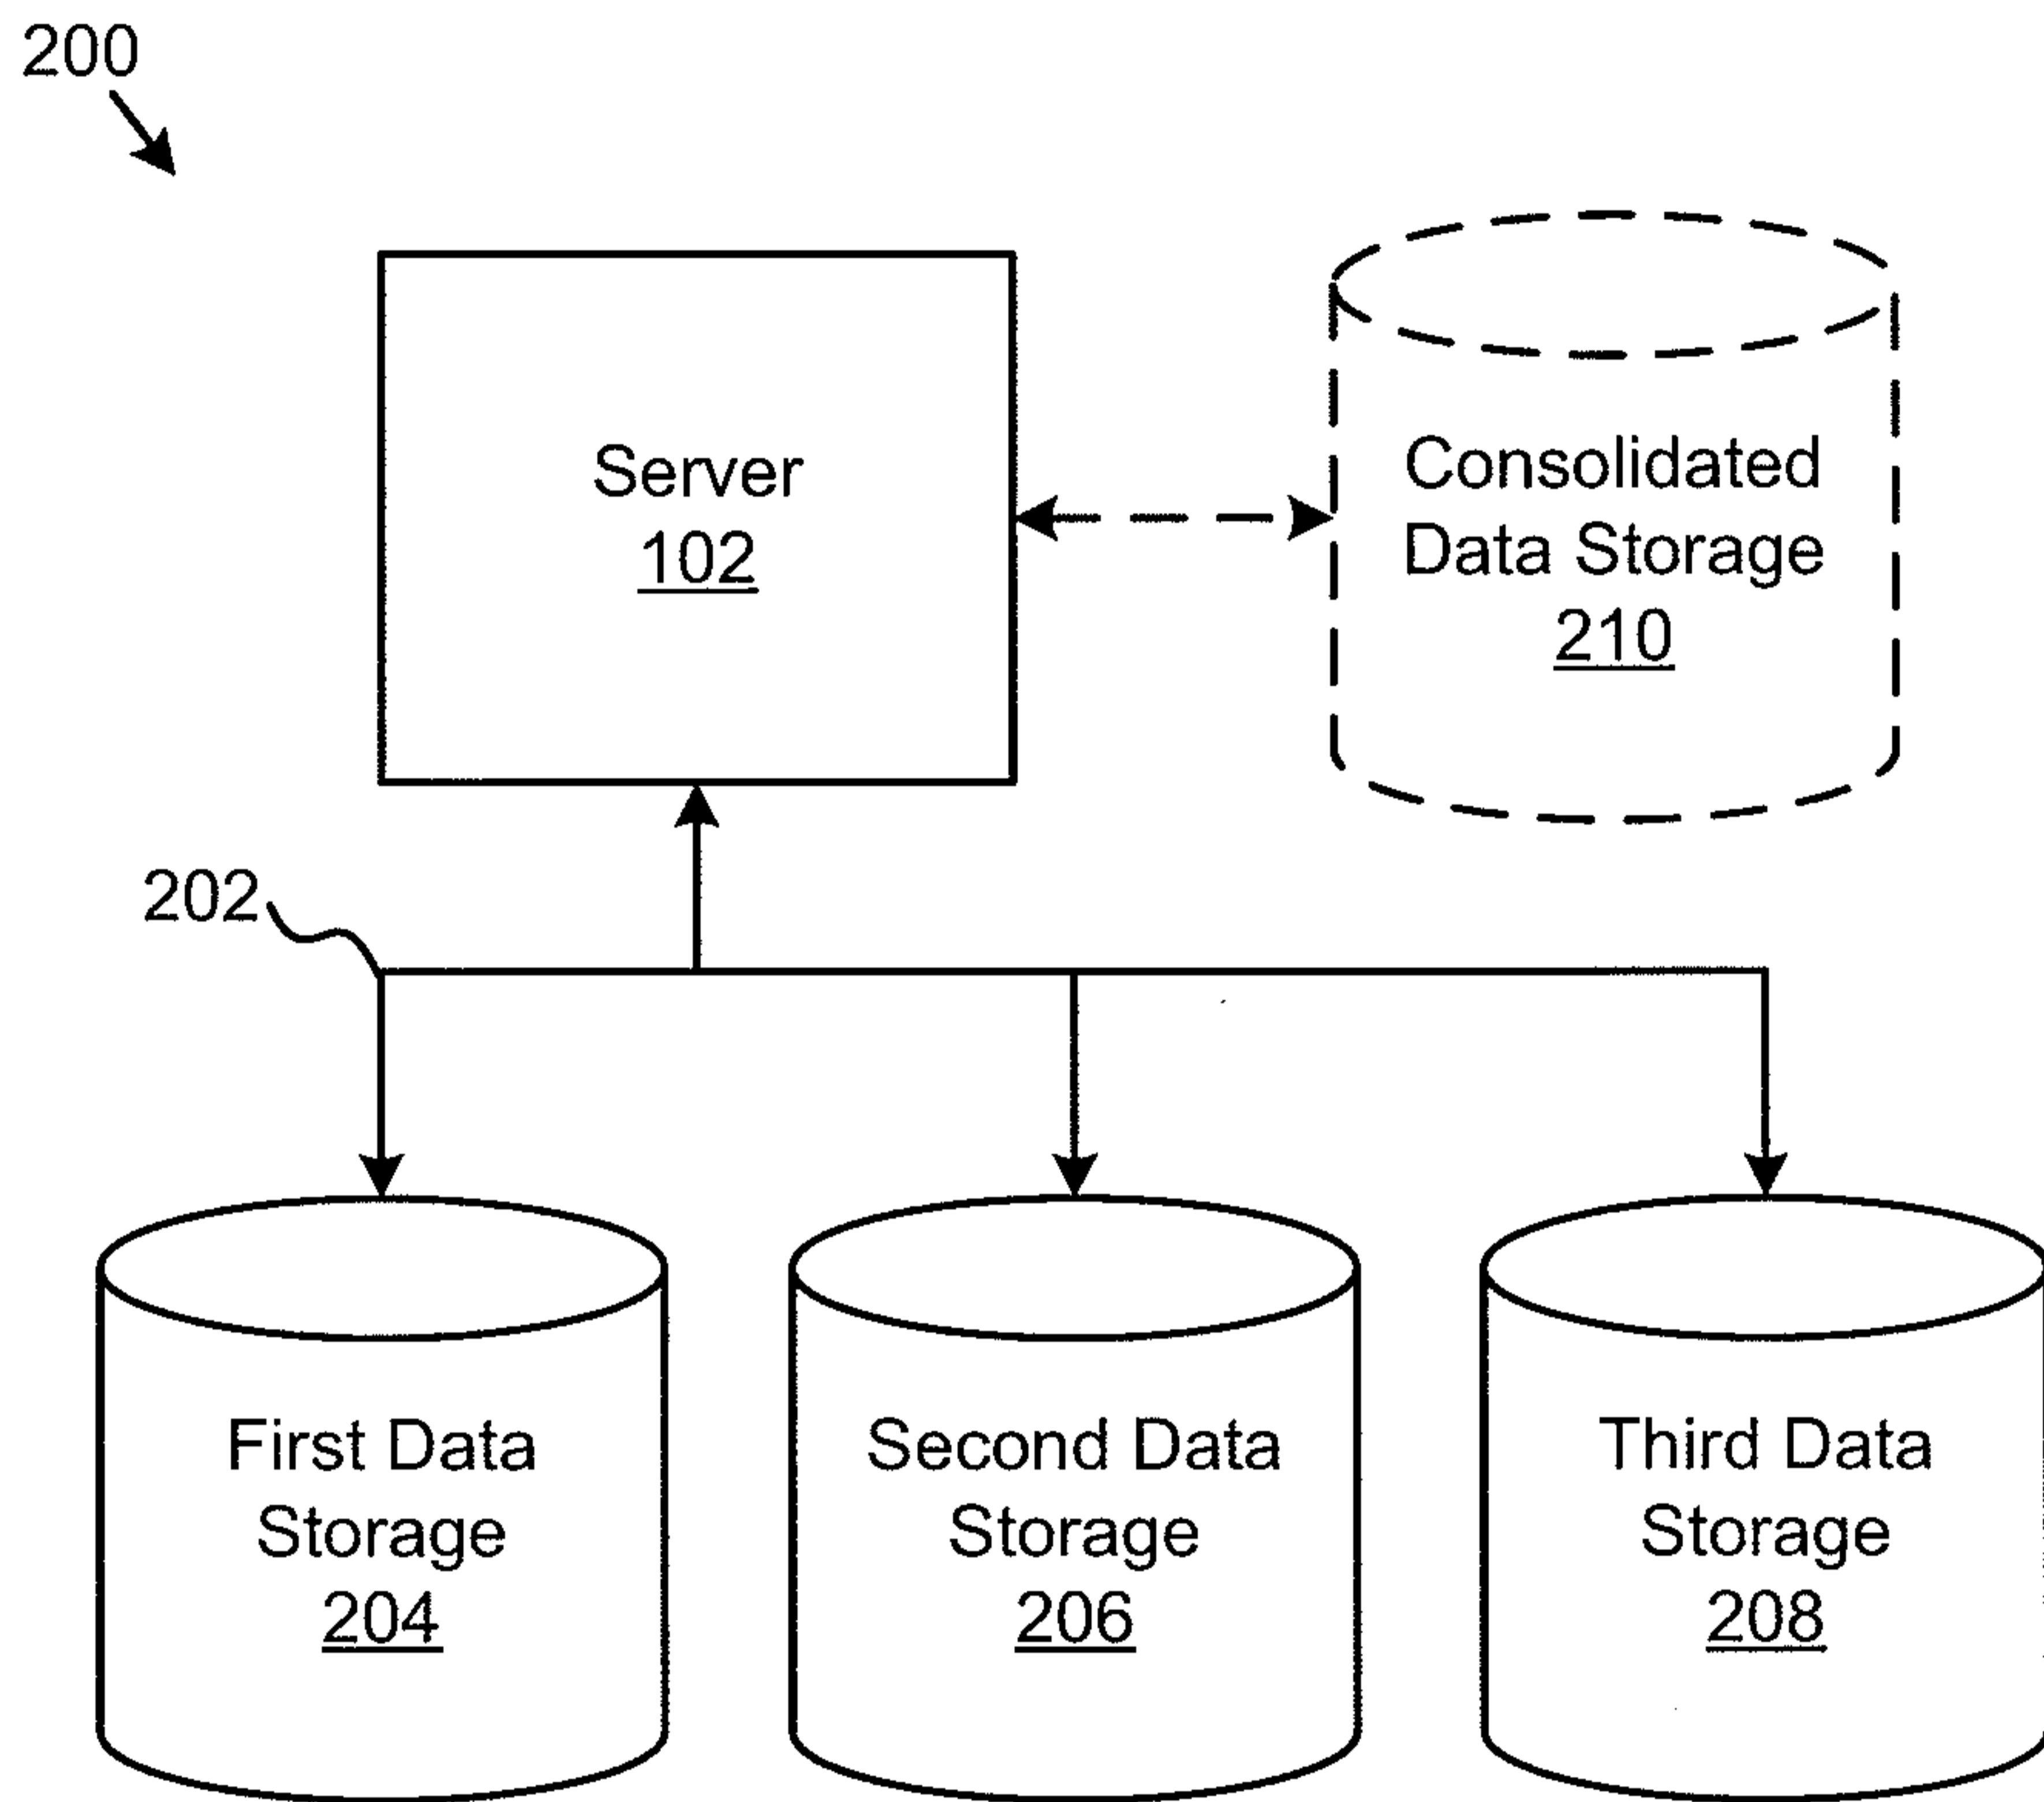 200
Server
102
Consolidated
Data Storage
210
202
First Data
Storage
204
Second Data
Storage
206
Third Data
Storage
208